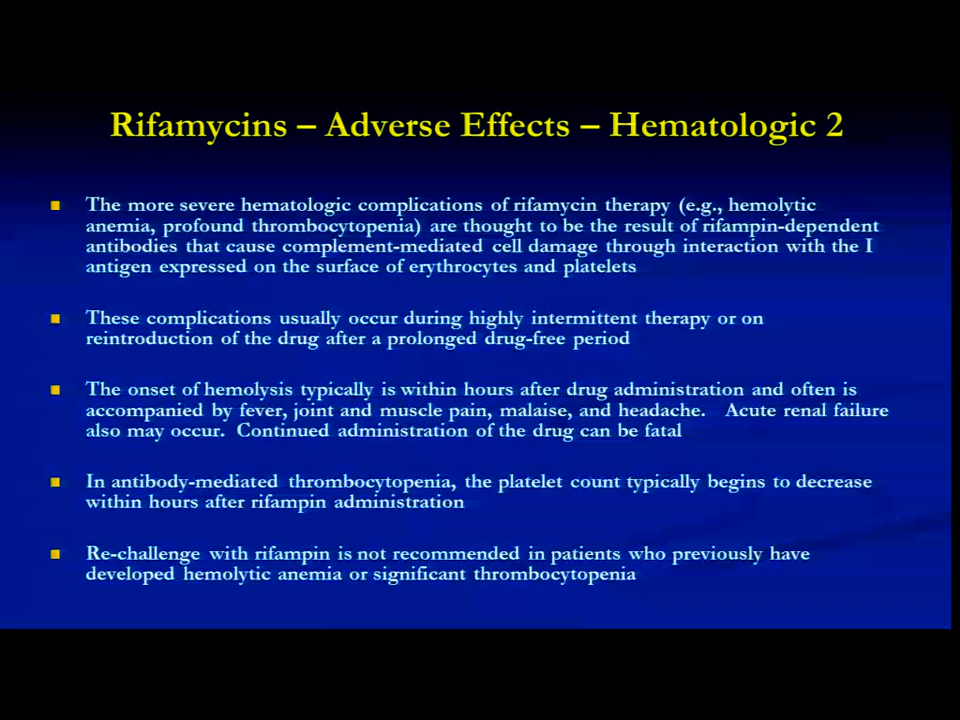 Rifamycins – Adverse Effects – Hematologic 2
The more severe hematologic complications of rifamycin therapy (e.g., hemolytic
anemia, profound thrombocytopenia) are thought to be the result of rifampin-dependent
antibodies that cause complement-mediated cell damage through interaction with the I
antigen expressed on the surface of erythrocytes and platelets
These complications usually occur during highly intermittent therapy or on
reintroduction of the drug after a prolonged drug-free period
The onset of hemolysis typically is within hours after drug administration and often is
accompanied by fever, joint and muscle pain, malaise, and headache. Acute renal failure
also may occur. Continued administration of the drug can be fatal
In antibody-mediated thrombocytopenia, the platelet count typically begins to decrease
within hours after rifampin administration
Re-challenge with rifampin is not recommended in patients who previously have
developed hemolytic anemia or significant thrombocytopenia